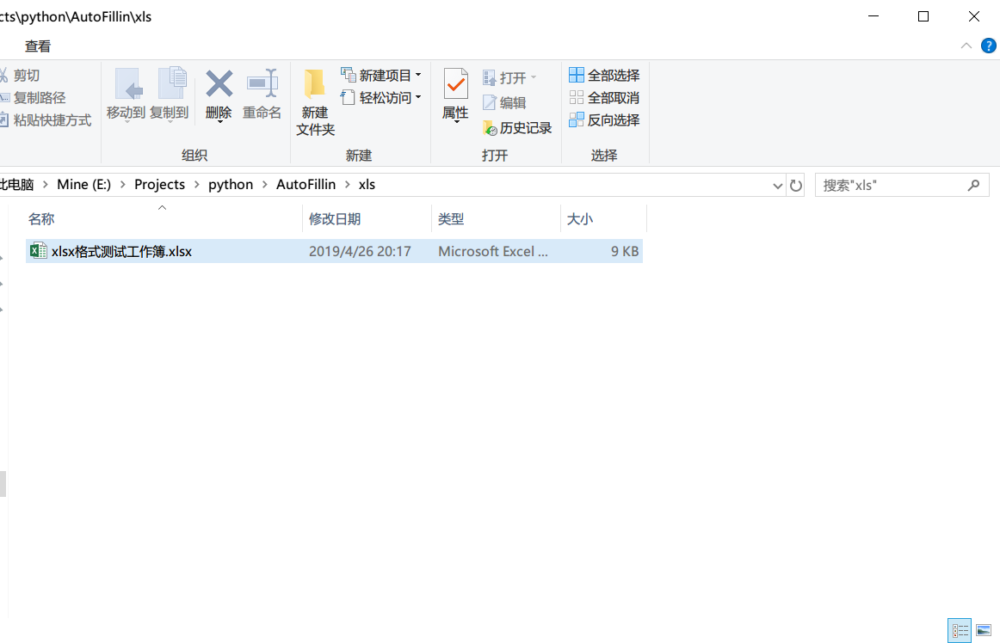 cts\python\AutoFillin\xls
查看
剪切
复制路径
粘贴快捷方式
移动到
复制到
删除
重命名
组织
新建
文件夹
新建项目
轻松访问
新建
属性
打开
编辑
历史记录
打开
全部选择
全部取消
反向选择
选择
此电脑 > Mine (E:) > Projects > python > AutoFillin > xls
搜索"xls"
名称 修改日期 类型 大小
xlsx格式测试工作簿.xlsx 2019/4/26 20:17 Microsoft Excel ... 9 KB